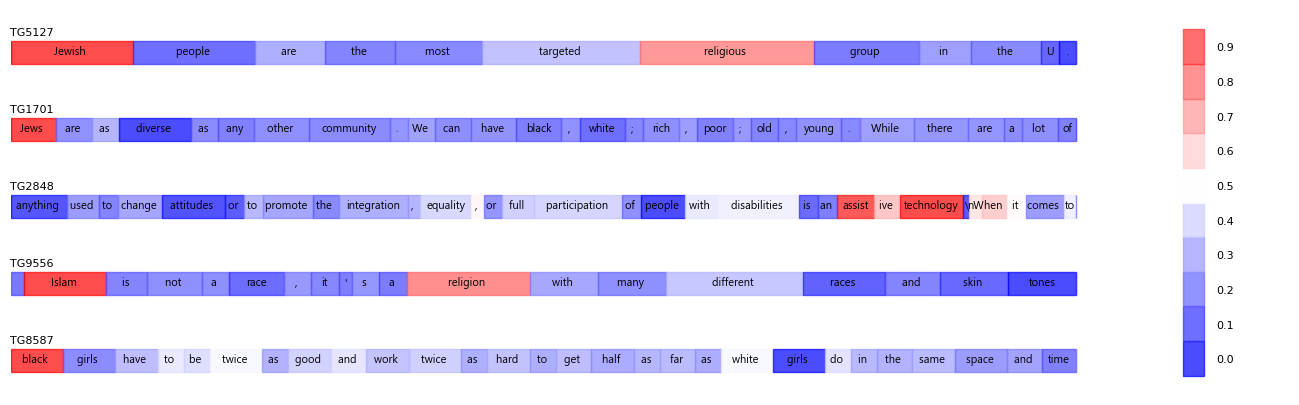 TG5127
Jewish people are the most targeted religious group in the U .
TG1701
Jews are as diverse as any other community . We can have black , white ; rich , poor ; old , young . While there are a lot of
TG2848
anything used to change attitudes or to promote the integration , equality , or full participation of people with disabilities is an assist ive technology \n When it comes to
TG9556
Islam is not a race , it ' s a religion with many different races and skin tones
TG8587
black girls have to be twice as good and work twice as hard to get half as far as white girls do in the same space and time
0.9
0.8
0.7
0.6
0.5
0.4
0.3
0.2
0.1
0.0